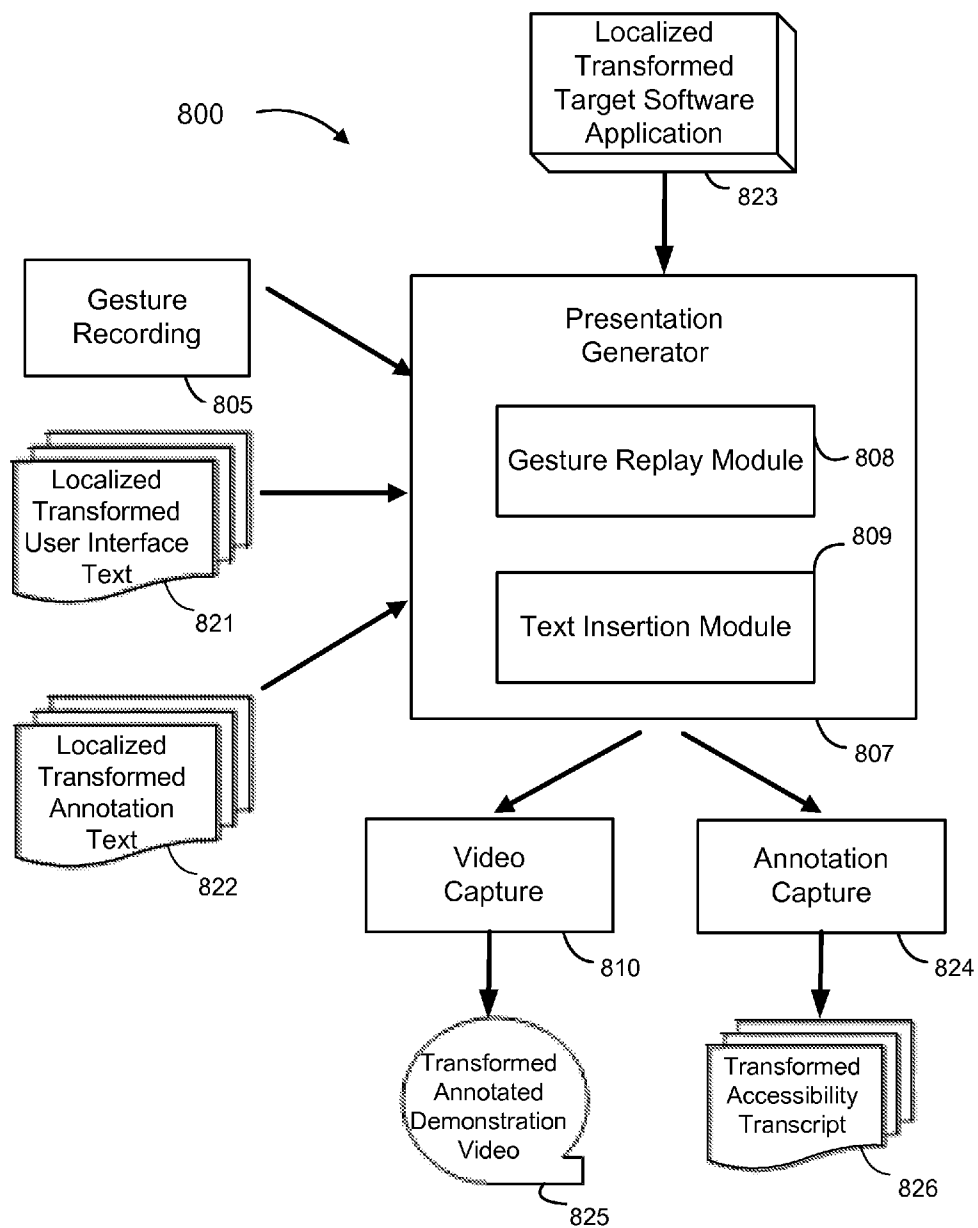 Localized
Transformed
Target Software
Application
823
800
Gesture
Recording
805
Presentation
Generator
Gesture Replay Module
808
809
Text Insertion Module
807
Localized
Transformed
User Interface
Text
821
Localized
Transformed
Annotation
Text
822
Video
Capture
810
Annotation
Capture
824
Transformed
Annotated
Demonstration
Video
825
Transformed
Accessibility
Transcript
826